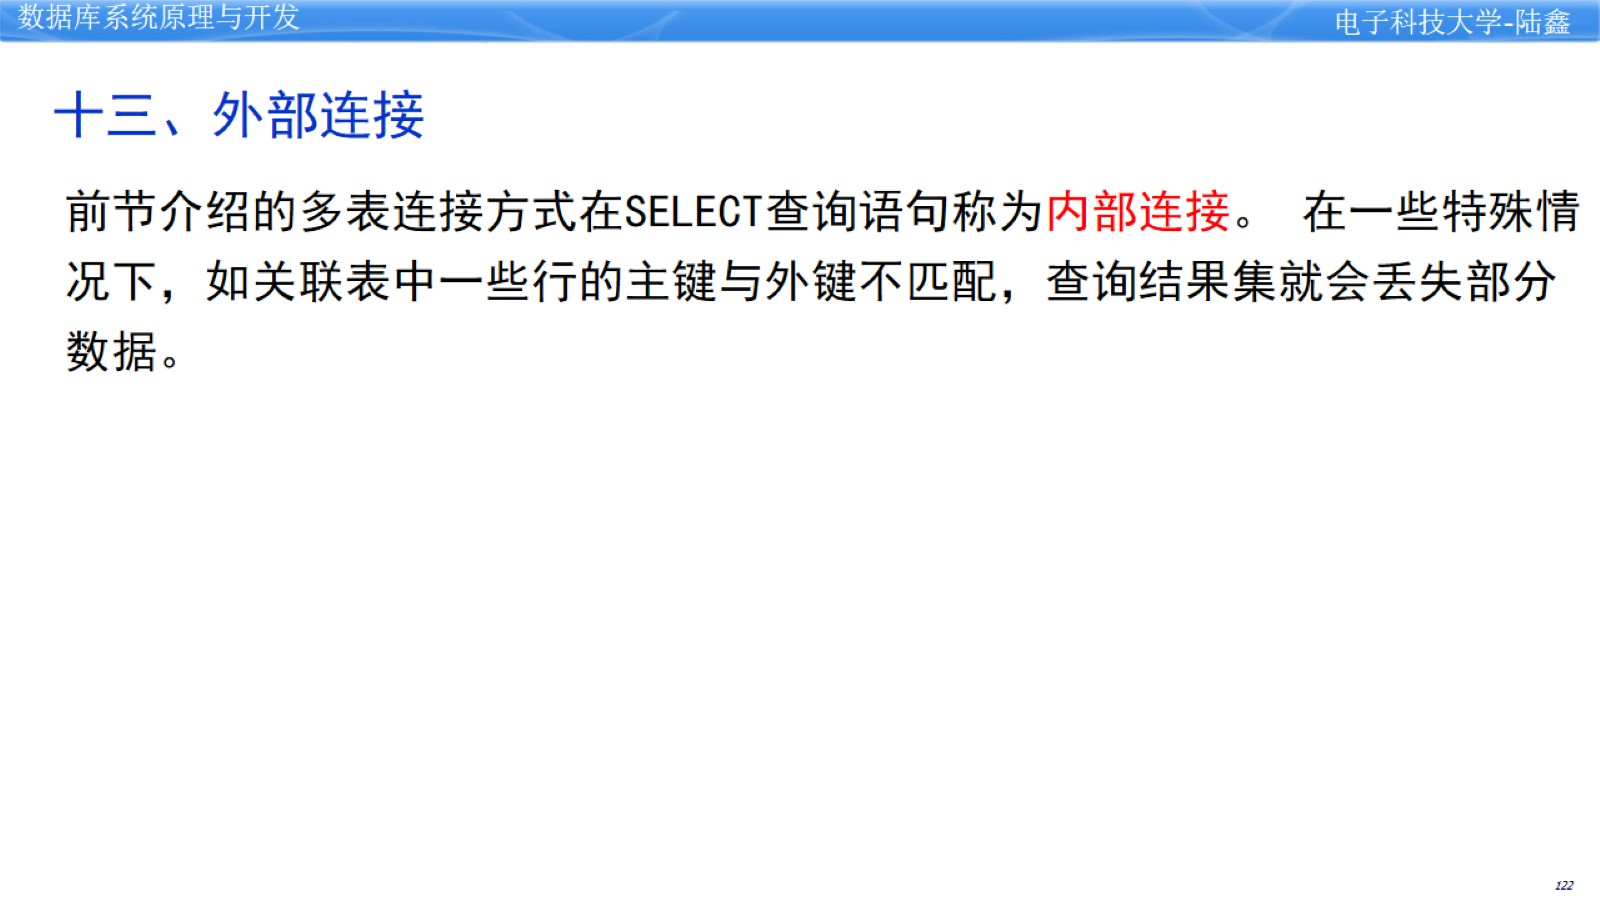 数据库系统原理与开发
电子科技大学-陆鑫
十三、外部连接
前节介绍的多表连接方式在SELECT查询语句称为内部连接。 在一些特殊情
况下，如关联表中一些行的主键与外键不匹配，查询结果集就会丢失部分
数据。
122